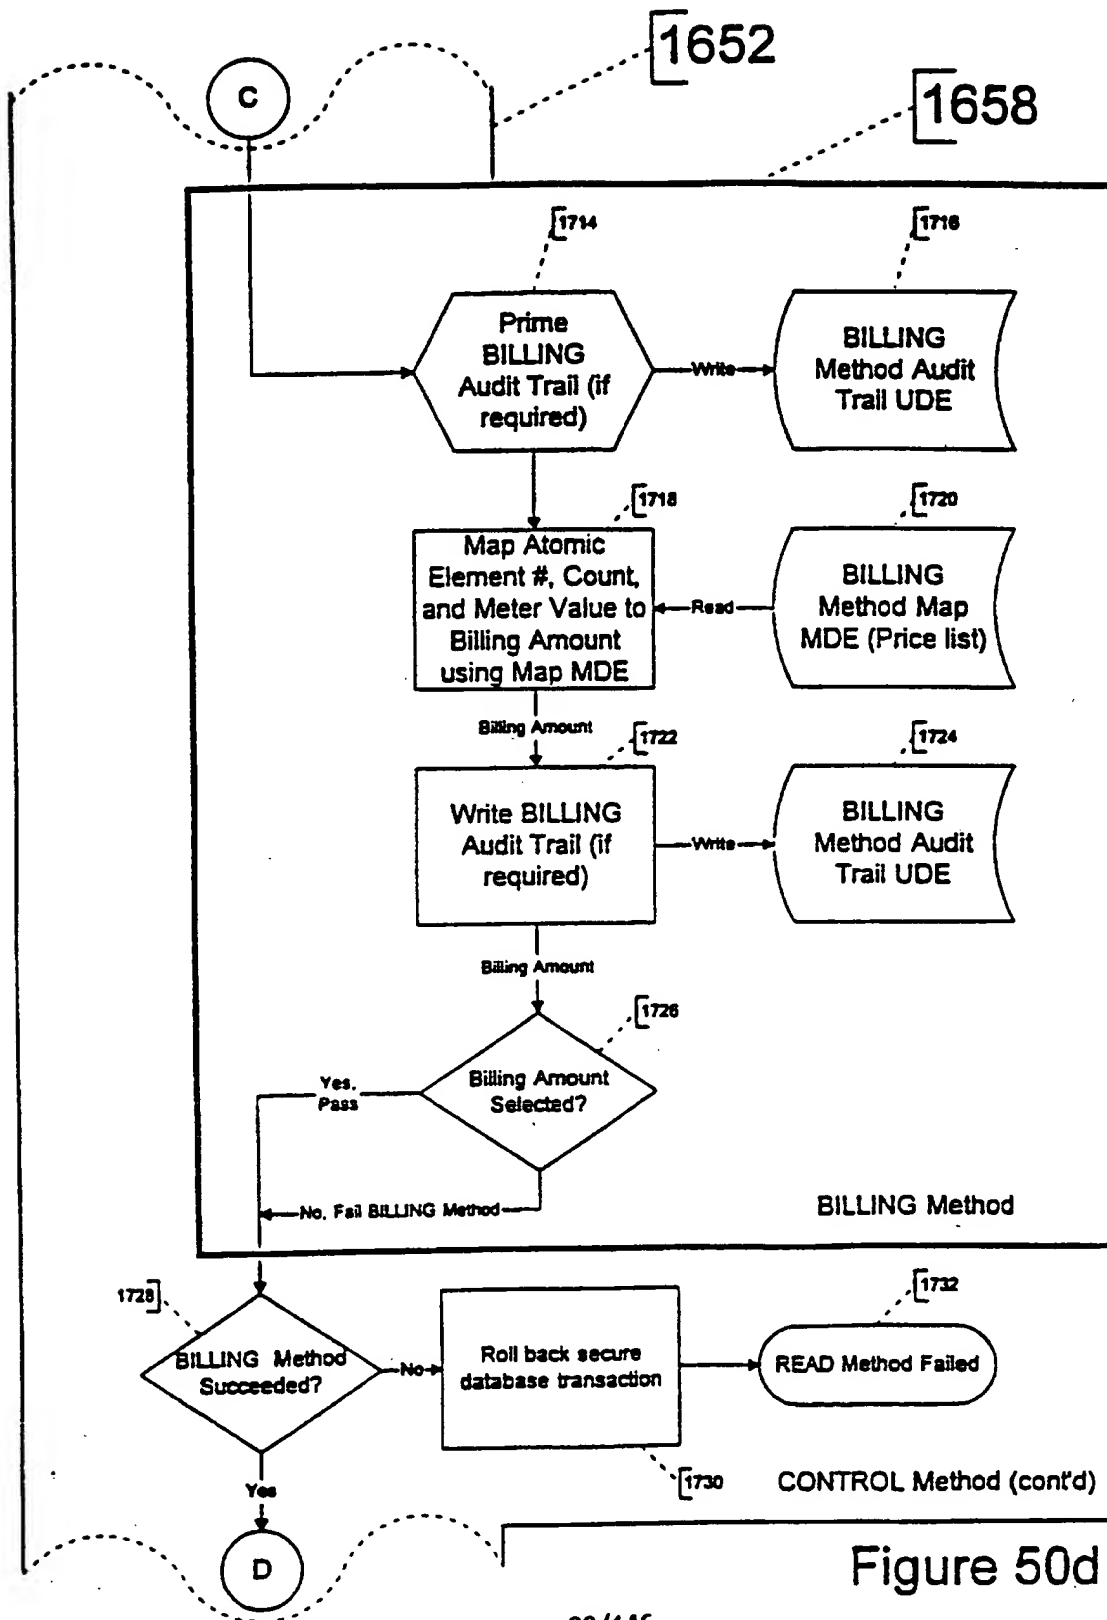 1652
C
1658
1714
1716
Prime
BILLING
Audit Trail (if
required)
Write
BILLING
Method Audit
Trail UDE
1718
1720
Map Atomic
Element #, Count,
and Meter Value to
Billing Amount
using Map MDE
Read
BILLING
Method Map
MDE (Price list)
Billing Amount
1722
1724
Write BILLING
Audit Trail (if
required)
Write
BILLING
Method Audit
Trail UDE
Billing Amount
1726
Billing Amount
Selected?
Yes,
Pass
No, Fail BILLING Method
BILLING Method
1728
1732
BILLING Method
Succeeded?
No
Roll back secure
database transaction
READ Method Failed
1730
CONTROL Method (cont'd)
Yes
D
Figure 50d